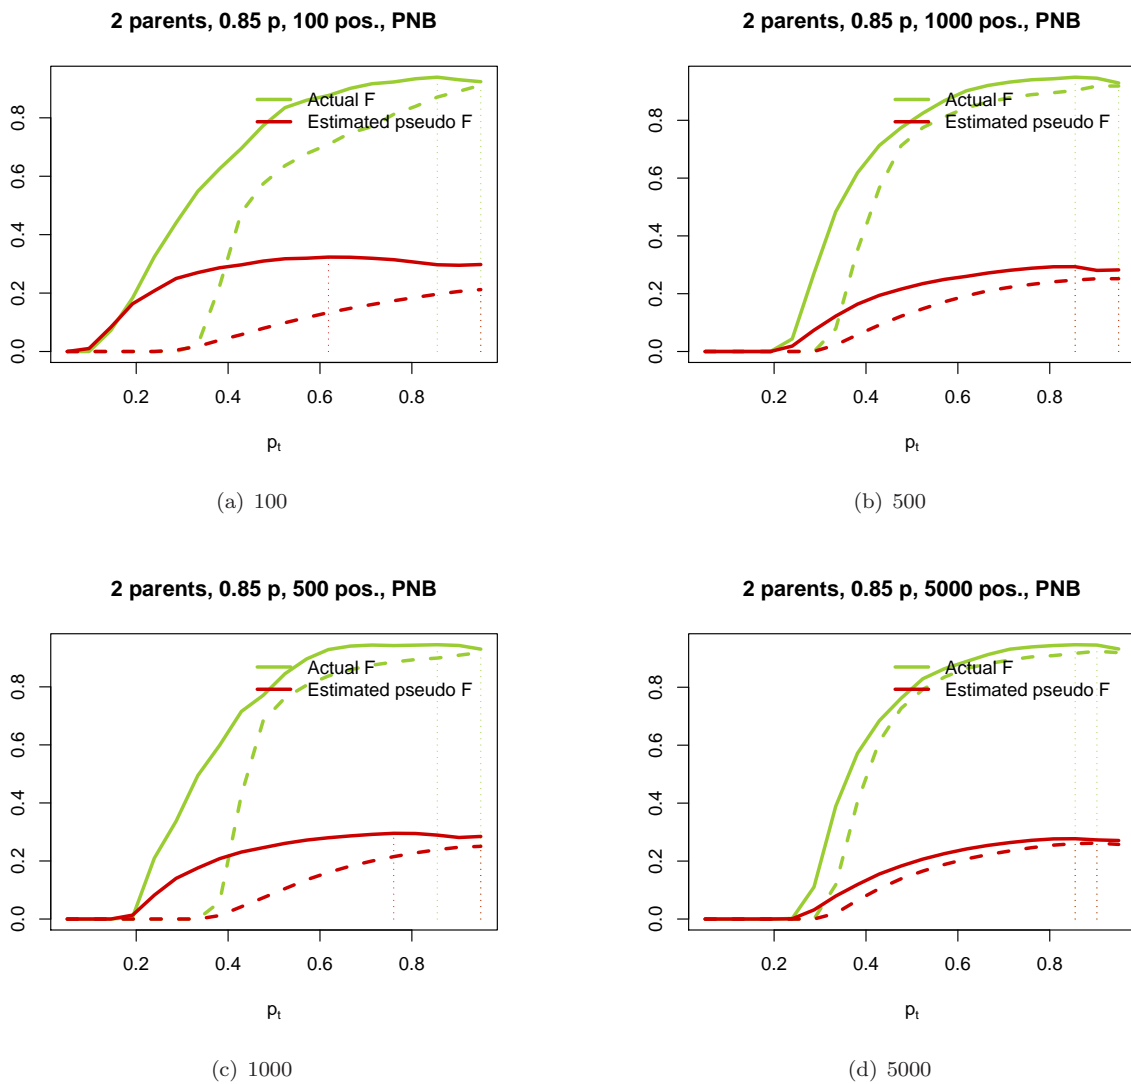 2 parents, 0.85 p, 100 pos., PNB
Actual F
Estimated pseudo F
0.0 0.2 0.4 0.6 0.8
0.2 0.4 0.6 0.8
pt
(a) 100
2 parents, 0.85 p, 1000 pos., PNB
Actual F
Estimated pseudo F
0.0 0.2 0.4 0.6 0.8
0.2 0.4 0.6 0.8
pt
(b) 500
2 parents, 0.85 p, 500 pos., PNB
Actual F
Estimated pseudo F
0.0 0.2 0.4 0.6 0.8
0.2 0.4 0.6 0.8
pt
(c) 1000
2 parents, 0.85 p, 5000 pos., PNB
Actual F
Estimated pseudo F
0.0 0.2 0.4 0.6 0.8
0.2 0.4 0.6 0.8
pt
(d) 5000